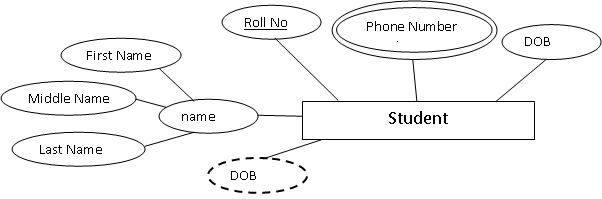 Roll No
Phone Number
DOB
First Name
Middle Name
name
Student
Last Name
DOB